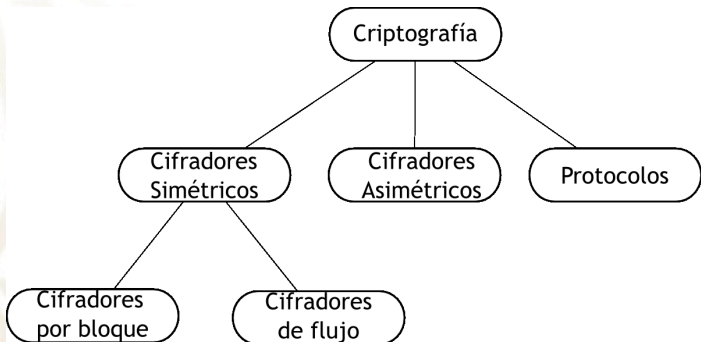 Criptografía
Cifradores
Simétricos
Cifradores
Asimétricos
Protocolos
Cifradores
por bloque
Cifradores
de flujo